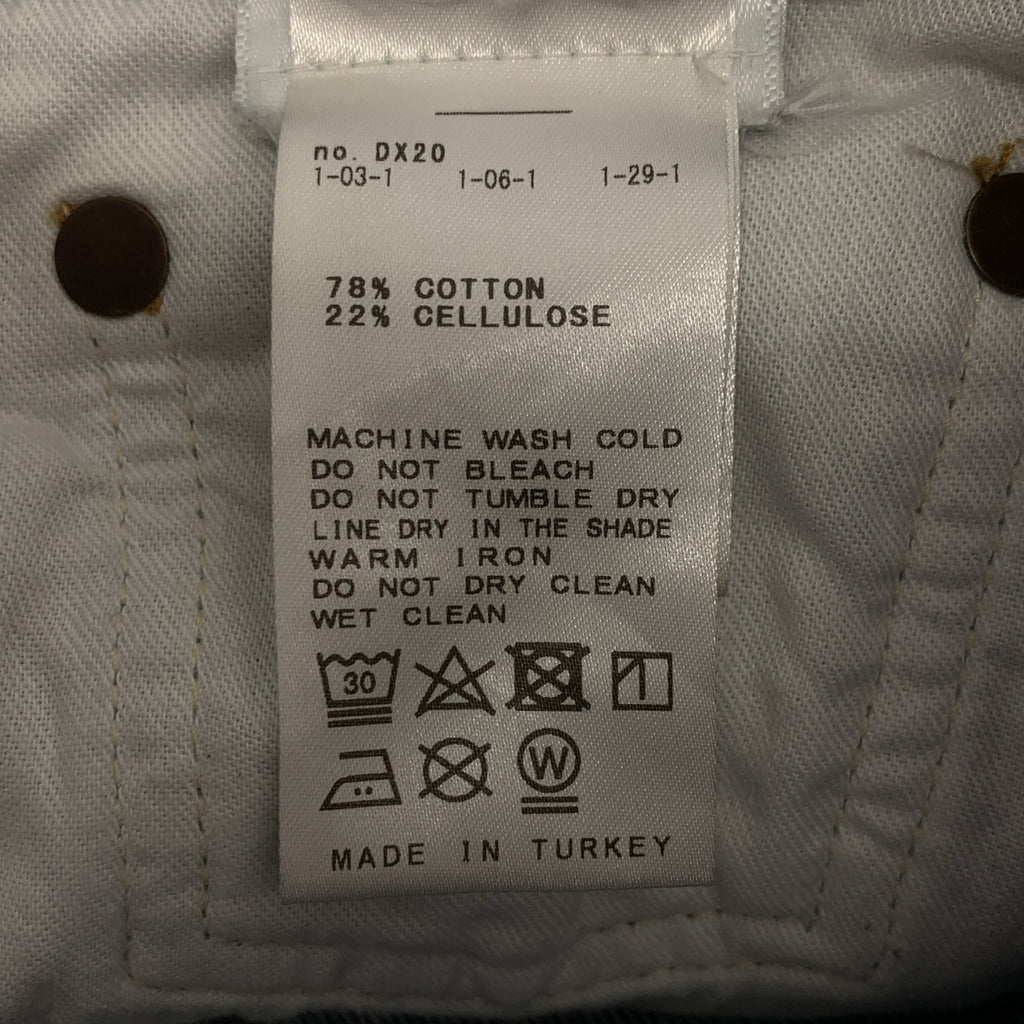 no. DX20
1-03-1 1-06-1 1-29-1
78% COTTON
22% CELLULOSE
MACHINE WASH COLD
DO NOT BLEACH
DO NOT TUMBLE DRY
LINE DRY IN THE SHADE
WARM IRON
DO NOT DRY CLEAN
WET CLEAN
30
W
MADE IN TURKEY